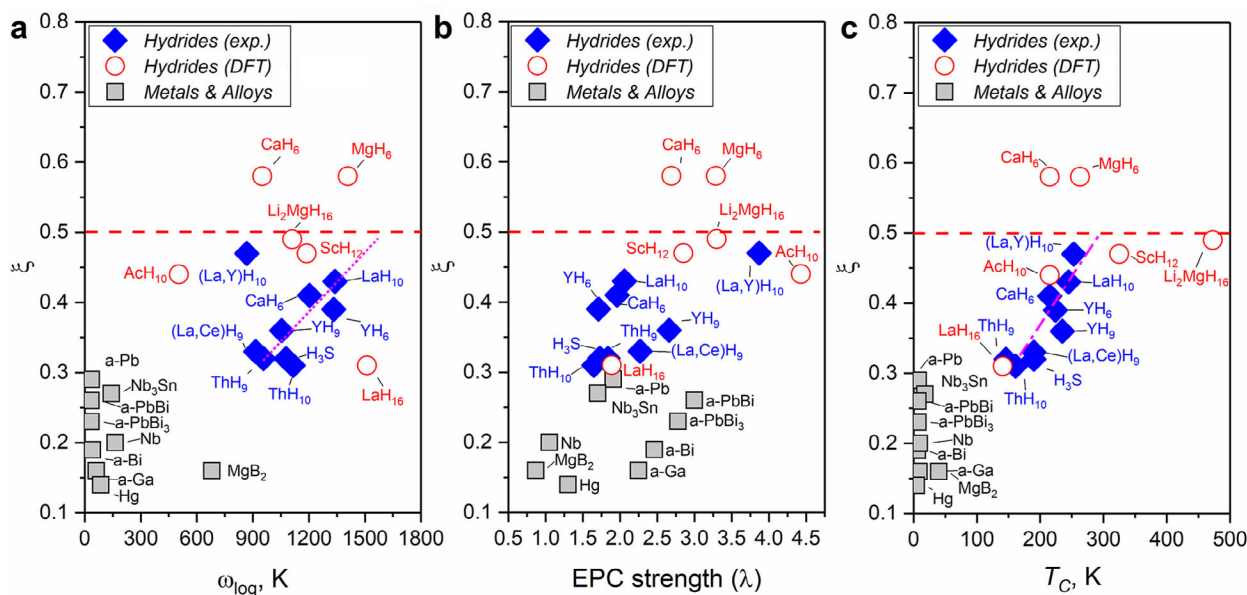 a
Hydrides (exp.)
Hydrides (DFT)
Metals & Alloys
0.8
0.7
0.6
0.5
0.4
0.3
0.2
0.1
ξ
CaH₆
MgH₆
Li₂MgH₁₆
ScH₁₂
(La,Y)H₁₀
AcH₁₀
LaH₁₀
CaH₆
(La,Ce)H₉
YH₉
YH₆
H₃S
ThH₉
ThH₁₀
LaH₁₆
a-Pb
Nb₃Sn
a-PbBi
a-PbBi₃
Nb
a-Bi
MgB₂
a-Ga
Hg
0
300
600
900
1200
1500
1800
ω_log, K
b
Hydrides (exp.)
Hydrides (DFT)
Metals & Alloys
0.8
0.7
0.6
0.5
0.4
0.3
0.2
0.1
ξ
CaH₆
MgH₆
Li₂MgH₁₆
ScH₁₂
AcH₁₀
(La,Y)H₁₀
YH₆
LaH₁₀
CaH₆
YH₉
ThH₉
H₃S
(La,Ce)H₉
ThH₁₀
LaH₁₆
a-Pb
Nb₃Sn
a-PbBi
a-PbBi₃
Nb
a-Bi
MgB₂
a-Ga
Hg
0.5
1.0
1.5
2.0
2.5
3.0
3.5
4.0
4.5
EPC strength (λ)
c
Hydrides (exp.)
Hydrides (DFT)
Metals & Alloys
0.8
0.7
0.6
0.5
0.4
0.3
0.2
0.1
ξ
CaH₆
MgH₆
(La,Y)H₁₀
ScH₁₂
Li₂MgH₁₆
AcH₁₀
LaH₁₀
CaH₆
YH₆
YH₉
ThH₉
LaH₁₆
(La,Ce)H₉
H₃S
ThH₁₀
a-Pb
Nb₃Sn
a-PbBi
a-PbBi₃
Nb
a-Bi
a-Ga
MgB₂
Hg
0
100
200
300
400
500
T_C, K